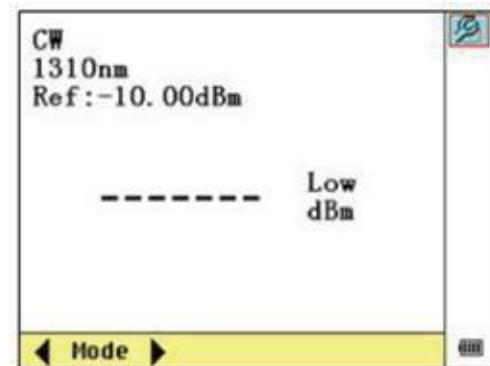 CW
1310nm
Ref:-10.00dBm
------- Low
dBm
◀ Mode ▶